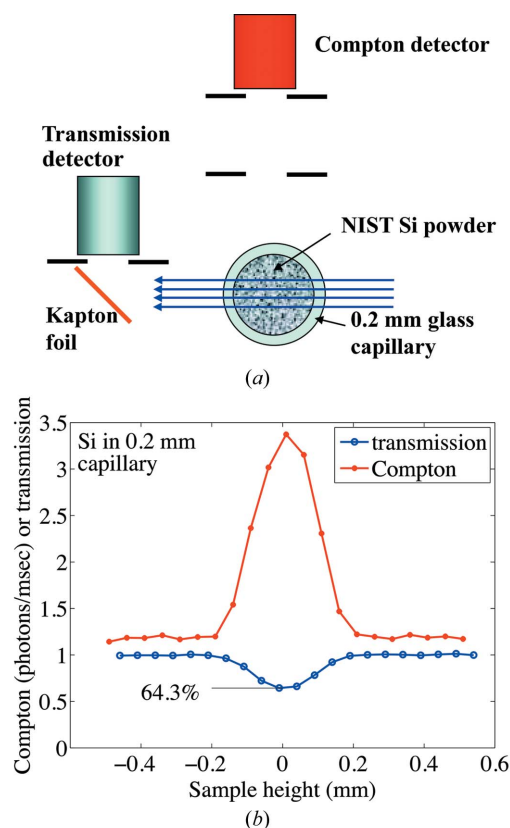 Compton detector
Transmission
detector
NIST Si powder
Kapton
foil
0.2 mm glass
capillary
(a)
Compton (photons/msec) or transmission
3.5
3
2.5
2
1.5
1
0.5
0
Si in 0.2 mm
capillary
transmission
Compton
64.3%
−0.4
−0.2
0
0.2
0.4
0.6
Sample height (mm)
(b)